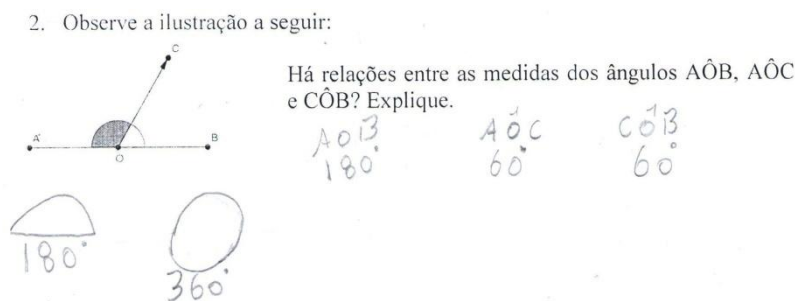 2. Observe a ilustração a seguir:
C
A
B
O
Há relações entre as medidas dos ângulos AÔB, AÔC
e CÔB? Explique.
AOB
180°
AÔC
60°
CÔB
60°
180°
360°